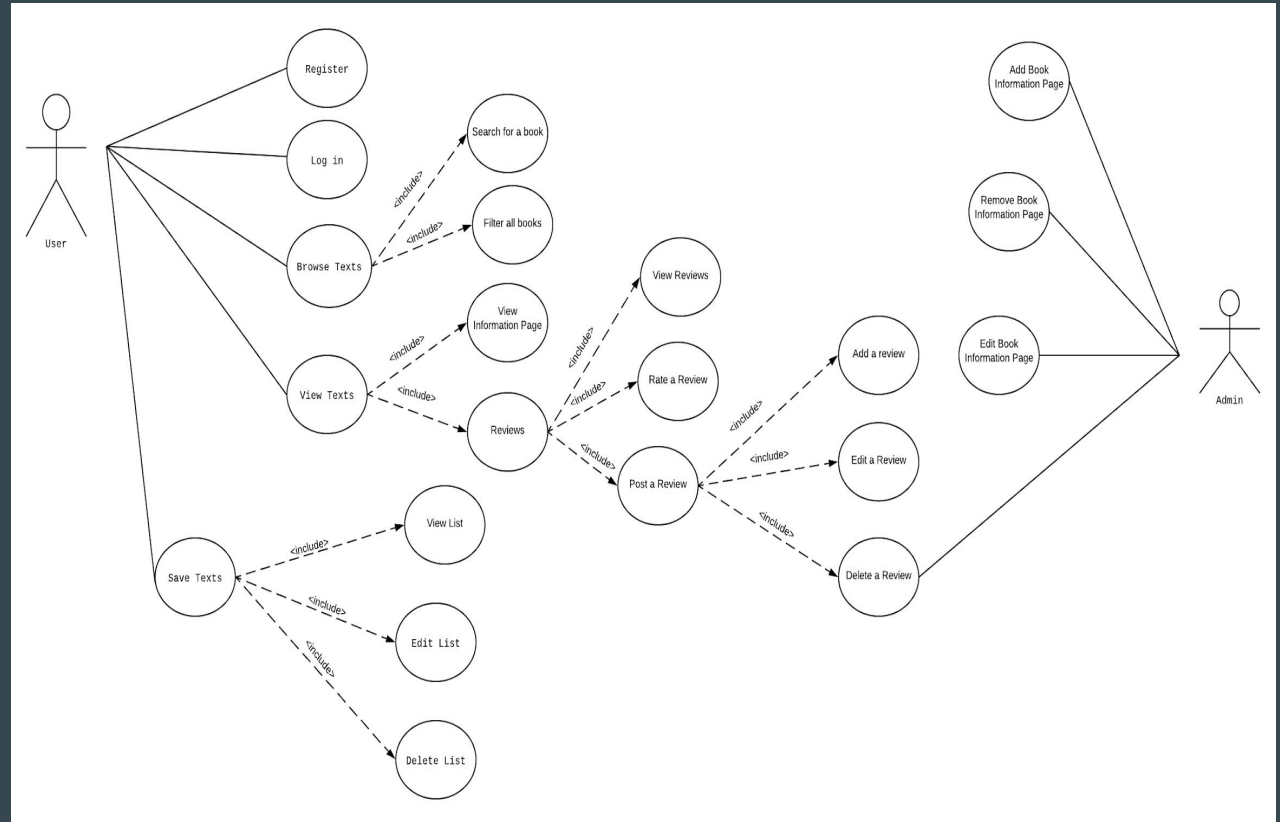 Register
Log in
Browse Texts
View Texts
Save Texts
User
Search for a book
Filter all books
View
Information Page
Reviews
<include>
<include>
<include>
<include>
View Reviews
Rate a Review
Post a Review
<include>
<include>
<include>
Add a review
Edit a Review
Delete a Review
<include>
<include>
<include>
View List
Edit List
Delete List
<include>
<include>
<include>
Add Book
Information Page
Remove Book
Information Page
Edit Book
Information Page
Admin